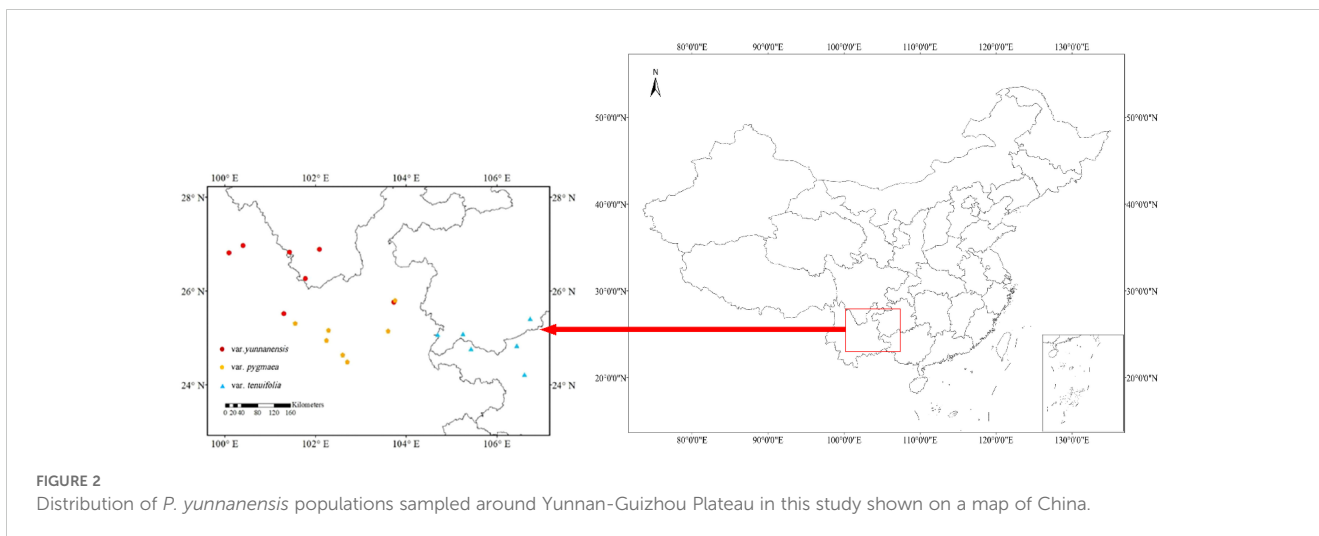 80°0'0"E 90°0'0"E 100°0'0"E 110°0'0"E 120°0'0"E 130°0'0"E
N
50°0'0"N 50°0'0"N
40°0'0"N 40°0'0"N
30°0'0"N 30°0'0"N
20°0'0"N 20°0'0"N
80°0'0"E 90°0'0"E 100°0'0"E 110°0'0"E 120°0'0"E 130°0'0"E
100° E 102° E 104° E 106° E
28° N 28° N
26° N 26° N
24° N 24° N
var. yunnanensis
var. pygmaea
var. tenuifolia
0 20 40 80 120 160 Kilometers
100° E 102° E 104° E 106° E
FIGURE 2
Distribution of P. yunnanensis populations sampled around Yunnan-Guizhou Plateau in this study shown on a map of China.